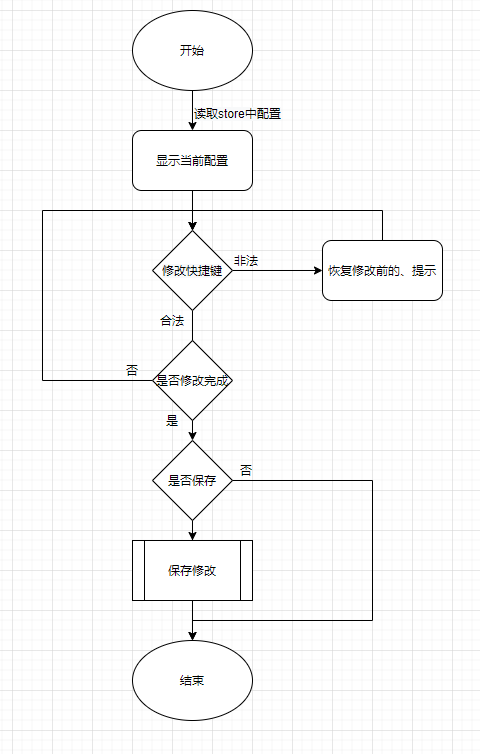 开始
读取store中配置
显示当前配置
修改快捷键
非法
恢复修改前的、提示
合法
否
是否修改完成
是
是否保存
否
保存修改
结束